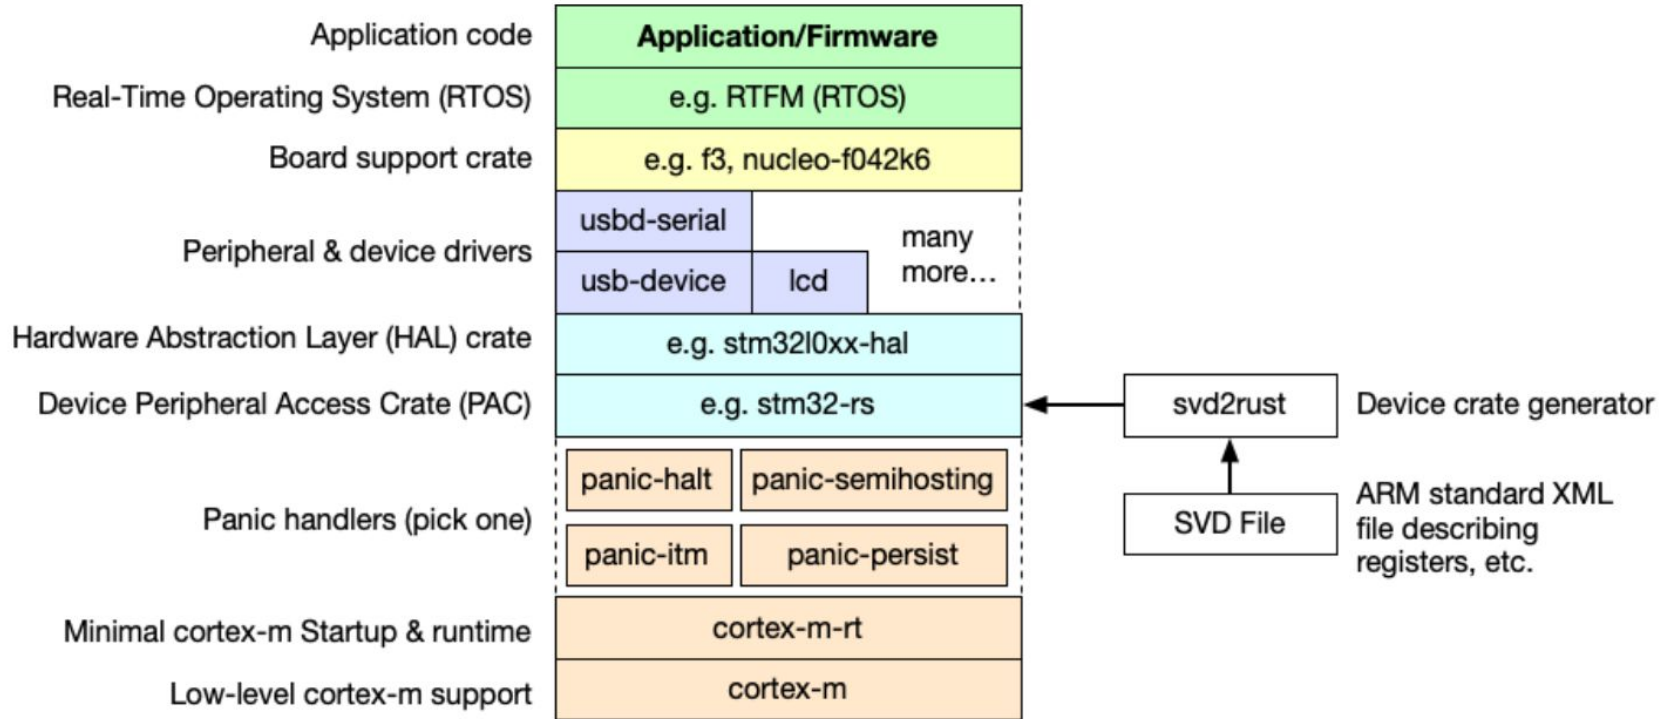 Application code
Application/Firmware
Real-Time Operating System (RTOS)
e.g. RTFM (RTOS)
Board support crate
e.g. f3, nucleo-f042k6
Peripheral & device drivers
usbd-serial
usb-device
lcd
many
more...
Hardware Abstraction Layer (HAL) crate
e.g. stm32l0xx-hal
Device Peripheral Access Crate (PAC)
e.g. stm32-rs
svd2rust
Device crate generator
Panic handlers (pick one)
panic-halt
panic-semihosting
panic-itm
panic-persist
SVD File
ARM standard XML
file describing
registers, etc.
Minimal cortex-m Startup & runtime
cortex-m-rt
Low-level cortex-m support
cortex-m